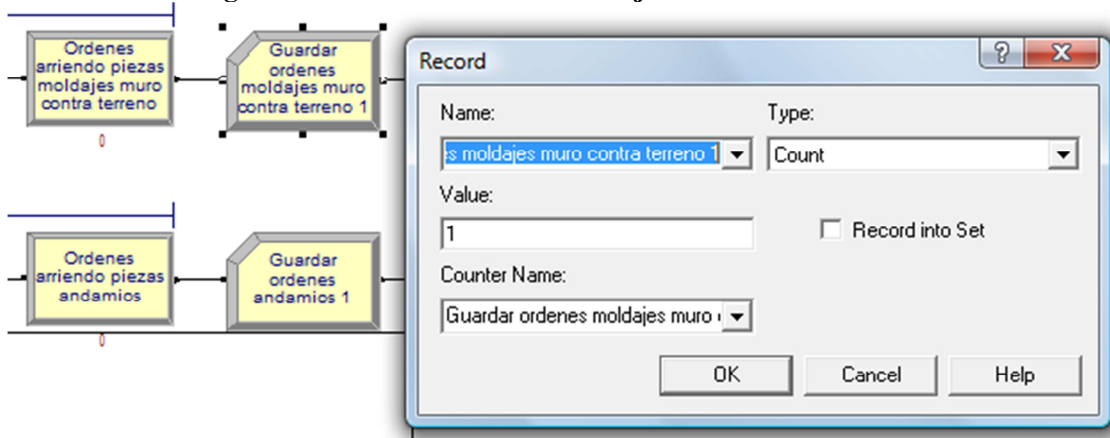 Ordenes
arriendo piezas
moldajes muro
contra terreno
0
Guardar
ordenes
moldajes muro
contra terreno 1
Ordenes
arriendo piezas
andamios
0
Guardar
ordenes
andamios 1
Record
?
Name:
Type:
s moldajes muro contra terreno 1
Count
Value:
1
Record into Set
Counter Name:
Guardar ordenes moldajes muro
OK
Cancel
Help